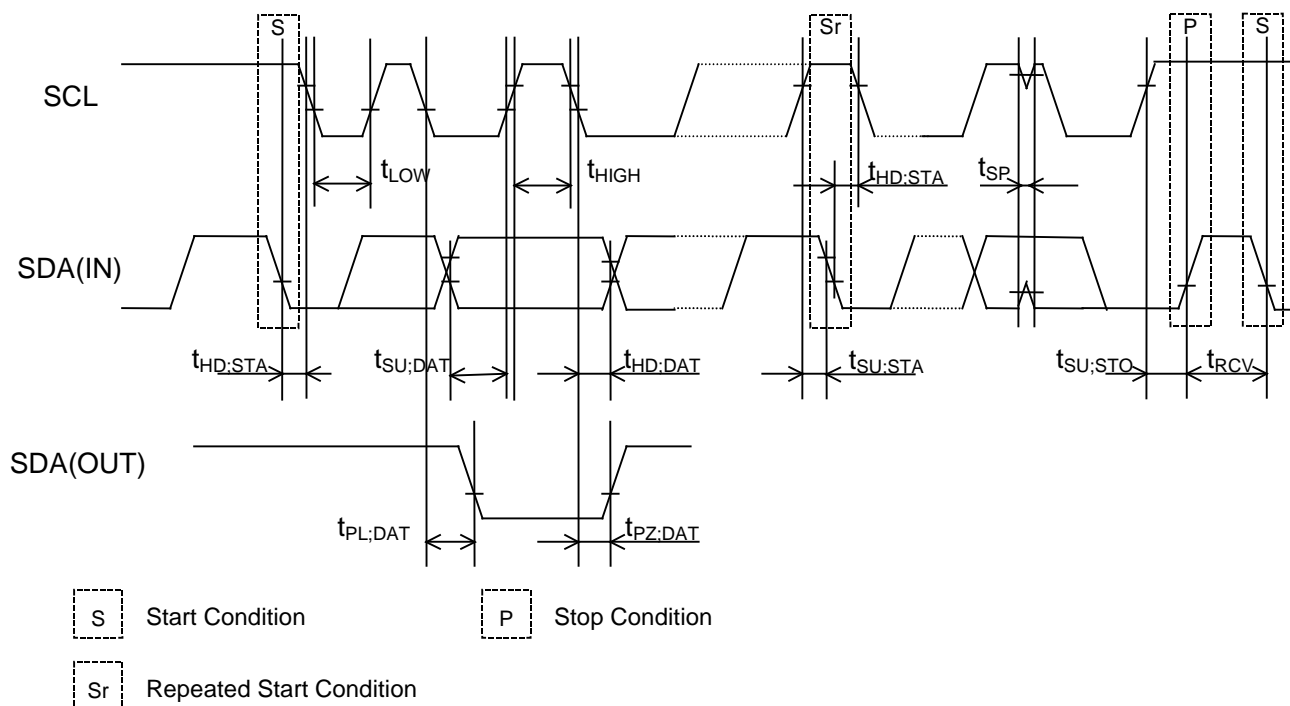 S Sr P S
SCL
tLOW tHIGH tHD;STA tSP
SDA(IN)
tHD;STA tSU;DAT tHD;DAT tSU;STA tSU;STO tRCV
SDA(OUT)
tPL;DAT tPZ;DAT
S Start Condition P Stop Condition
Sr Repeated Start Condition